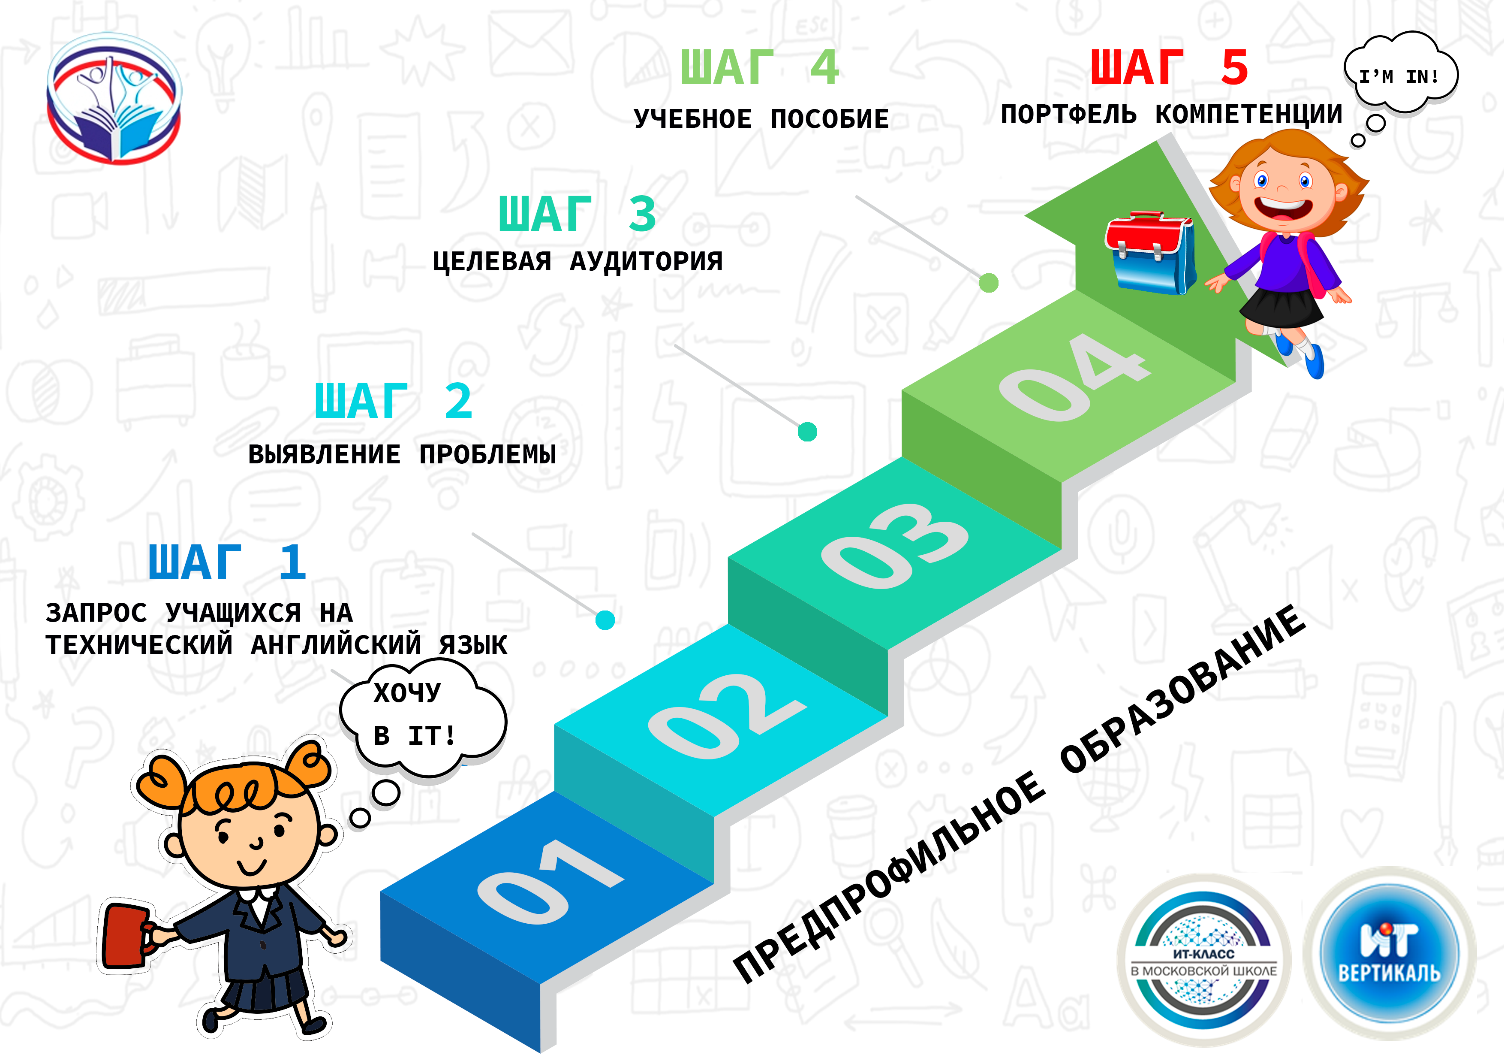 ESC
ШАГ 4
УЧЕБНОЕ ПОСОБИЕ
ШАГ 5
ПОРТФЕЛЬ КОМПЕТЕНЦИИ
I’M IN!
ШАГ 3
ЦЕЛЕВАЯ АУДИТОРИЯ
ШАГ 2
ВЫЯВЛЕНИЕ ПРОБЛЕМЫ
ШАГ 1
ЗАПРОС УЧАЩИХСЯ НА
ТЕХНИЧЕСКИЙ АНГЛИЙСКИЙ ЯЗЫК
ХОЧУ
В IT!
04
03
02
01
ПРЕДПРОФИЛЬНОЕ ОБРАЗОВАНИЕ
ИТ-КЛАСС
В МОСКОВСКОЙ ШКОЛЕ
ИТ
ВЕРТИКАЛЬ
Aa